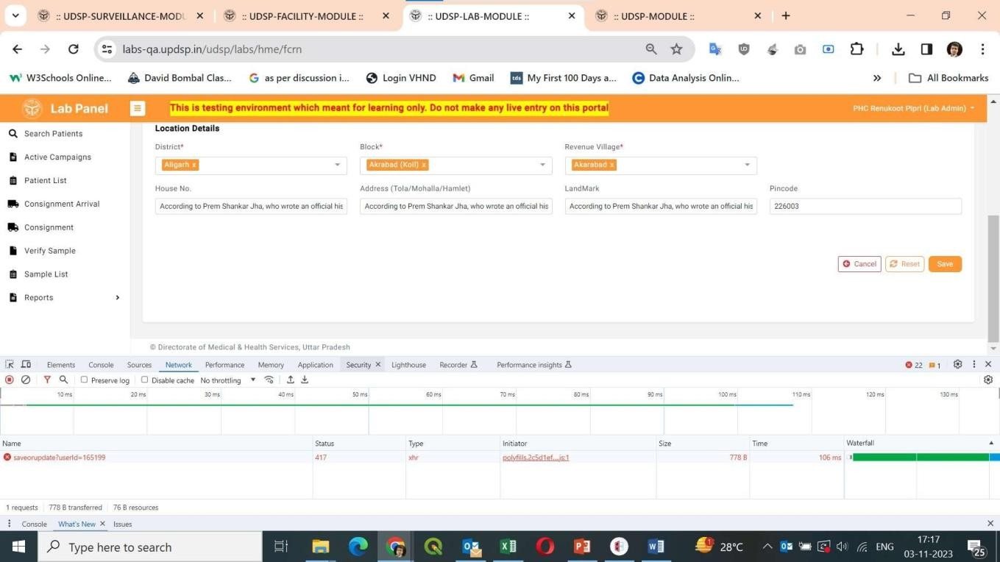 :: UDSP-SURVEILLANCE-MODU
:: UDSP-FACILITY-MODULE ::
:: UDSP-LAB-MODULE ::
:: UDSP-MODULE ::
labs-qa.updsp.in/udsp/labs/hme/fcrn
W3Schools Online...
David Bombal Clas...
as per discussion i...
Login VHND
Gmail
tds
My First 100 Days a...
Data Analysis Onlin...
»
All Bookmarks
Lab Panel
This is testing environment which meant for learning only. Do not make any live entry on this portal
PHC Renukoot Pipri (Lab Admin)
Search Patients
Active Campaigns
Patient List
Consignment Arrival
Consignment
Verify Sample
Sample List
Reports
Location Details
District*
Block*
Revenue Village*
Aligarh x
Akrabad (Koil) x
Akarabad x
House No.
Address (Tola/Mohalla/Hamlet)
LandMark
Pincode
According to Prem Shankar Jha, who wrote an official his
According to Prem Shankar Jha, who wrote an official his
According to Prem Shankar Jha, who wrote an official his
226003
Cancel
Reset
Save
© Directorate of Medical & Health Services, Uttar Pradesh
Elements
Console
Sources
Network
Performance
Memory
Application
Security
Lighthouse
Recorder
Performance insights
22
1
Preserve log
Disable cache
No throttling
10 ms
20 ms
30 ms
40 ms
50 ms
60 ms
70 ms
80 ms
90 ms
100 ms
110 ms
120 ms
130 ms
Name
Status
Type
Initiator
Size
Time
Waterfall
saveorupdate?userId=165199
417
xhr
polyfills.2c5d1ef....js:1
778 B
106 ms
1 requests
778 B transferred
76 B resources
Console
What's New
Issues
Type here to search
28°C
ENG
17:17
03-11-2023
25